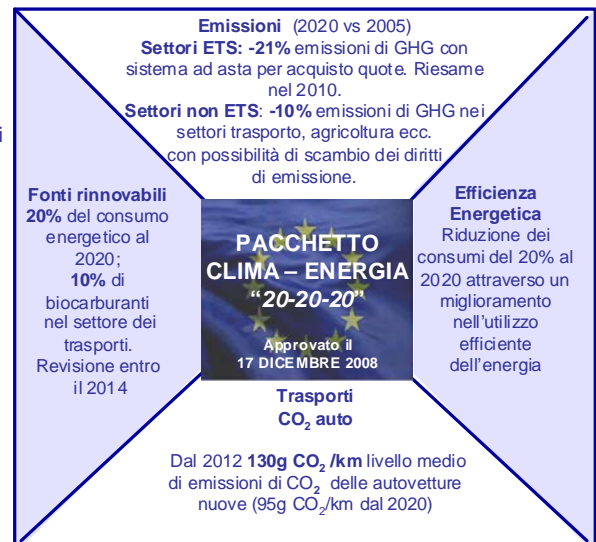 Emissioni (2020 vs 2005)
Settori ETS: -21% emissioni di GHG con
sistema ad asta per acquisto quote. Riesame
nel 2010.
Settori non ETS: -10% emissioni di GHG nei
settori trasporto, agricoltura ecc.
con possibilità di scambio dei diritti
di emissione.
i
Fonti rinnovabili
20% del consumo
energetico al
2020;
10% di
biocarburanti
nel settore dei
trasporti.
Revisione entro
il 2014
PACCHETTO
CLIMA – ENERGIA
“20-20-20”
Approvato il
17 DICEMBRE 2008
Efficienza
Energetica
Riduzione dei
consumi del 20% al
2020 attraverso un
miglioramento
nell’utilizzo
efficiente
dell’energia
Trasporti
CO₂ auto
Dal 2012 130g CO₂ /km livello medio
di emissioni di CO₂ delle autovetture
nuove (95g CO₂/km dal 2020)